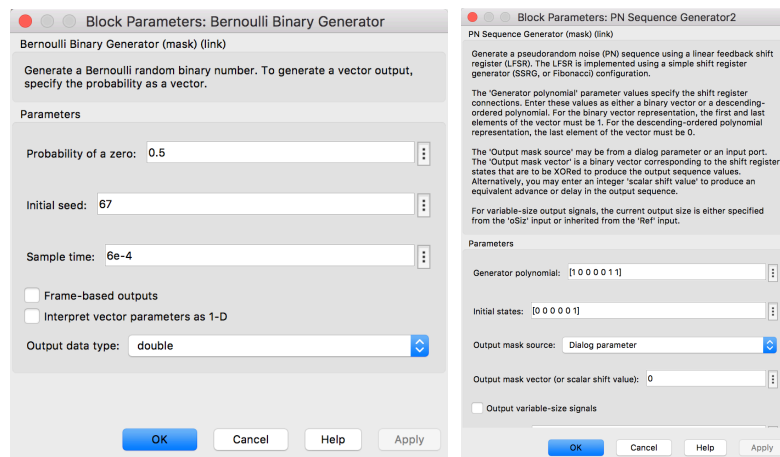 Block Parameters: Bernoulli Binary Generator
Bernoulli Binary Generator (mask) (link)
Generate a Bernoulli random binary number. To generate a vector output,
specify the probability as a vector.
Parameters
Probability of a zero: 0.5
Initial seed: 67
Sample time: 6e-4
Frame-based outputs
Interpret vector parameters as 1-D
Output data type: double
OK Cancel Help Apply
Block Parameters: PN Sequence Generator2
PN Sequence Generator (mask) (link)
Generate a pseudorandom noise (PN) sequence using a linear feedback shift
register (LFSR). The LFSR is implemented using a simple shift register
generator (SSRG, or Fibonacci) configuration.
The 'Generator polynomial' parameter values specify the shift register
connections. Enter these values as either a binary vector or a descending-
ordered polynomial. For the binary vector representation, the first and last
elements of the vector must be 1. For the descending-ordered polynomial
representation, the last element of the vector must be 0.
The 'Output mask source' may be from a dialog parameter or an input port.
The 'Output mask vector' is a binary vector corresponding to the shift register
states that are to be XORed to produce the output sequence values.
Alternatively, you may enter an integer 'scalar shift value' to produce an
equivalent advance or delay in the output sequence.
For variable-size output signals, the current output size is either specified
from the 'oSiz' input or inherited from the 'Ref' input.
Parameters
Generator polynomial: [1 0 0 0 0 1 1]
Initial states: [0 0 0 0 0 1]
Output mask source: Dialog parameter
Output mask vector (or scalar shift value): 0
Output variable-size signals
OK Cancel Help Apply